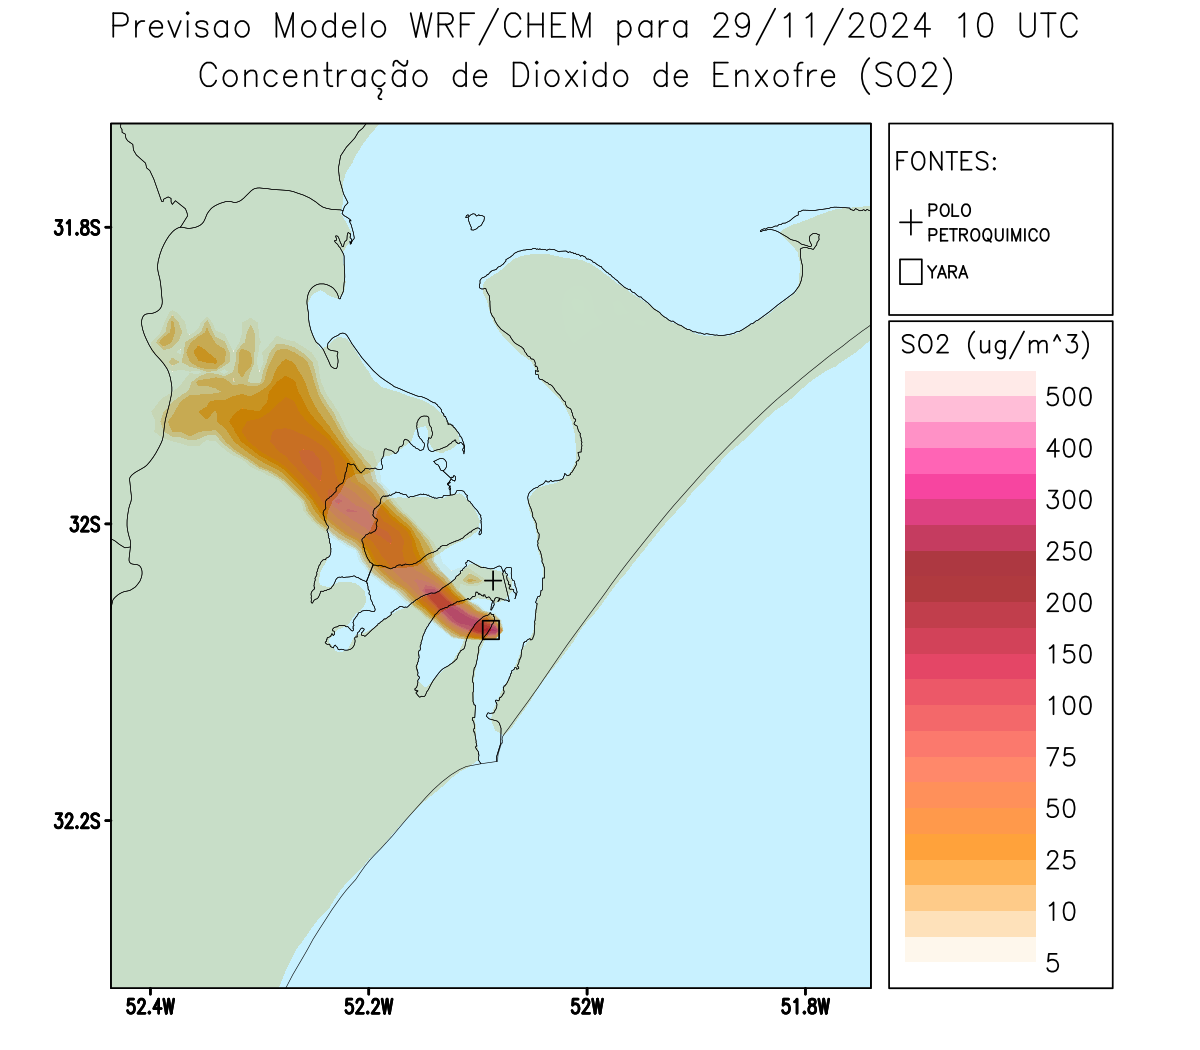 Previsao Modelo WRF/CHEM para 29/11/2024 10 UTC
Concentração de Dioxido de Enxofre (SO2)
FONTES:
POLO
PETROQUIMICO
YARA
31.8S
32S
32.2S
52.4W
52.2W
52W
51.8W
SO2 (ug/m^3)
500
400
300
250
200
150
100
75
50
25
10
5